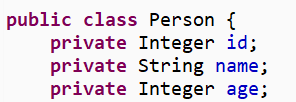 public class Person {
    private Integer id;
    private String name;
    private Integer age;